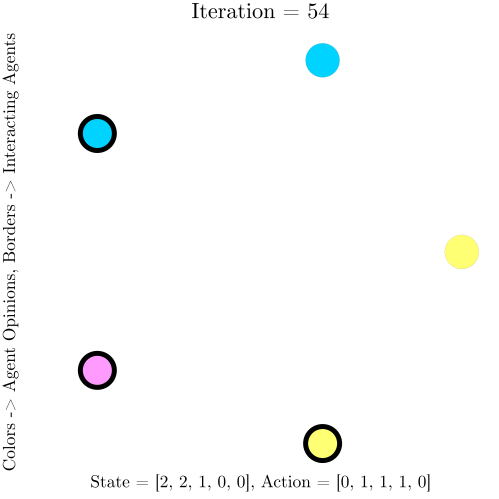 Iteration = 54
Colors -> Agent Opinions, Borders -> Interacting Agents
State = [2, 2, 1, 0, 0], Action = [0, 1, 1, 1, 0]